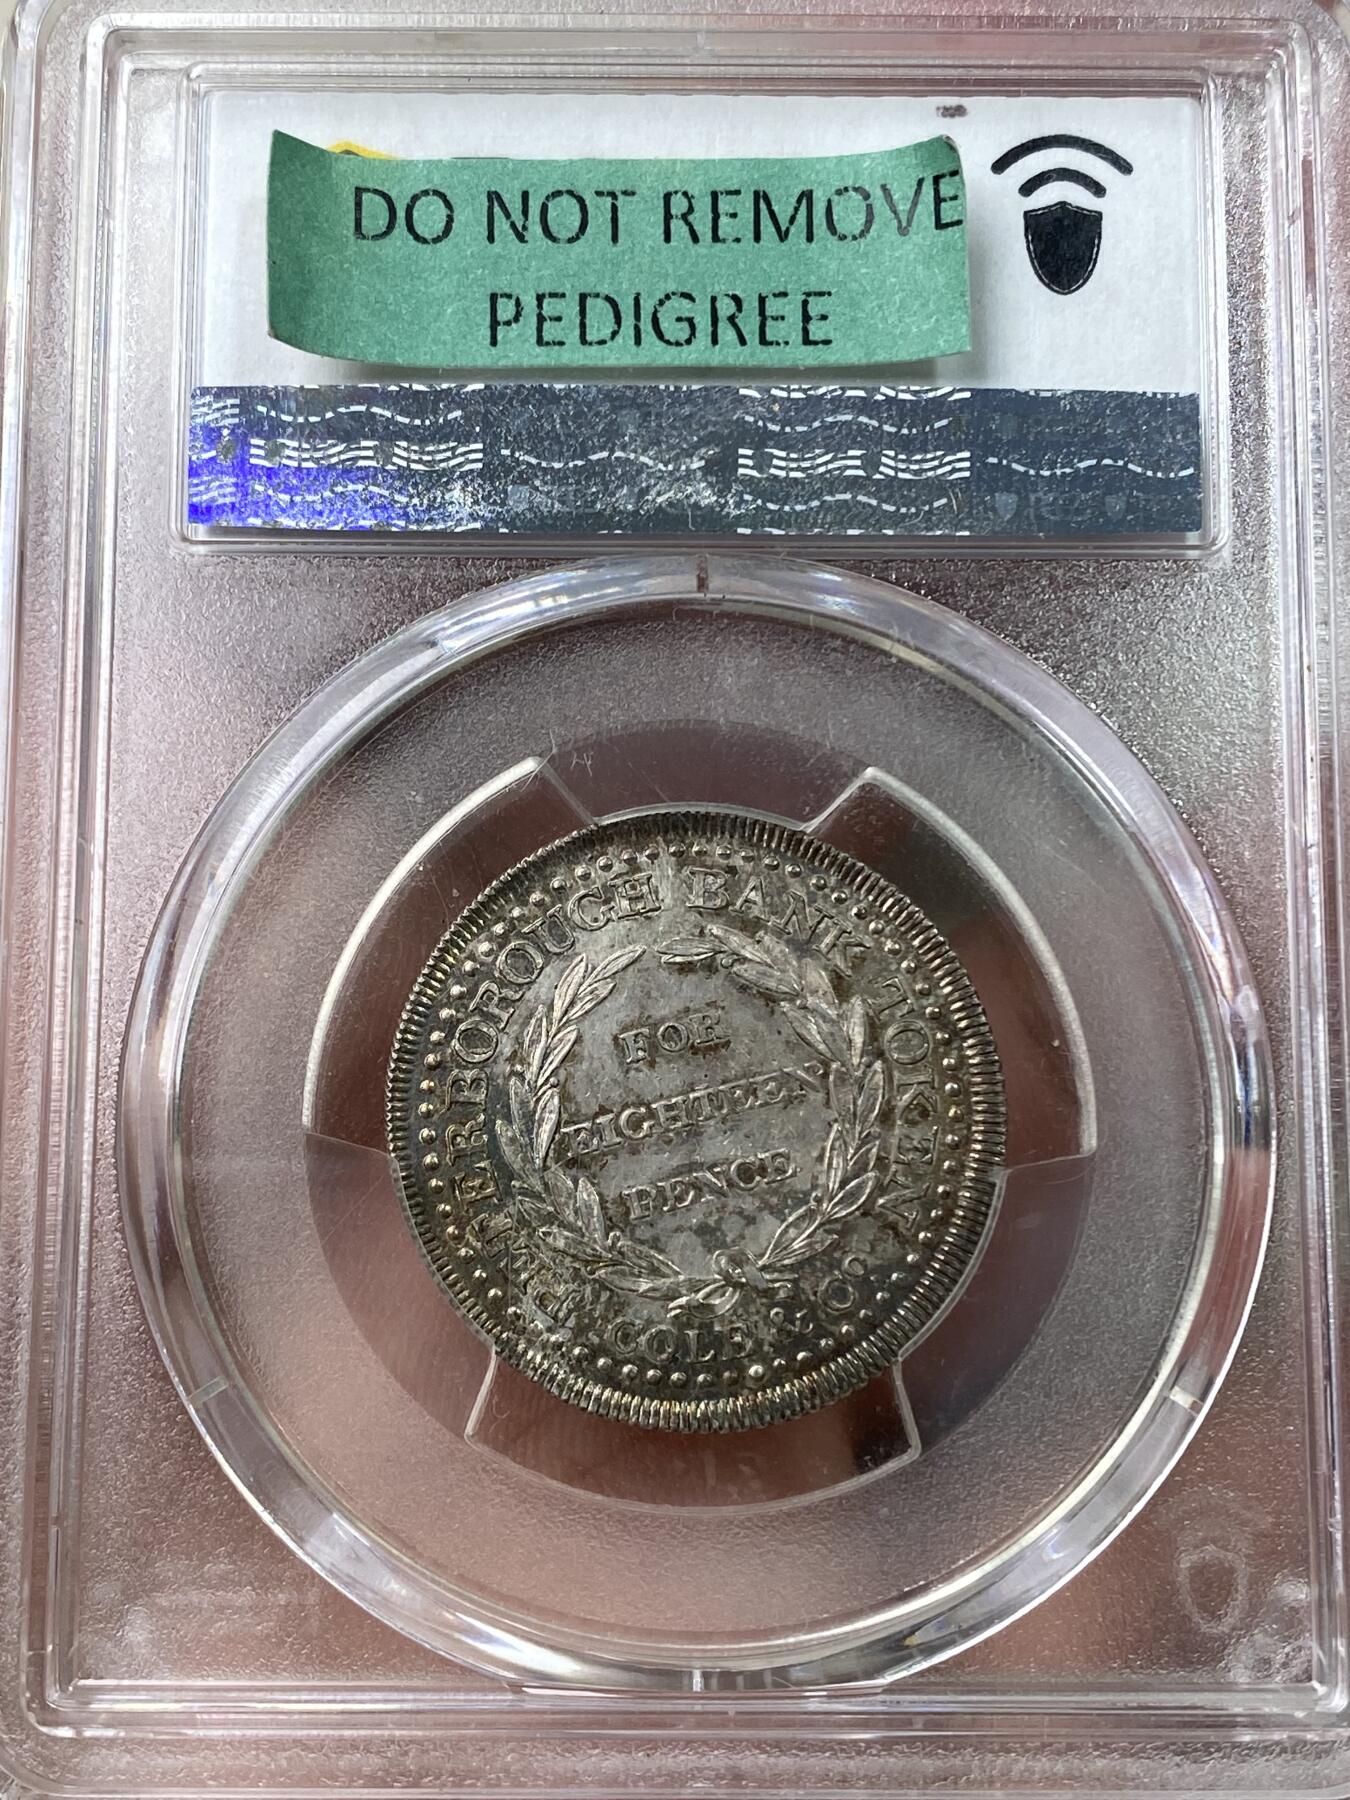 DO NOT REMOVE
PEDIGREE
PETERBOROUGH BANK TOKEN
FOR
EIGHTEEN
PENCE
COLE & Co